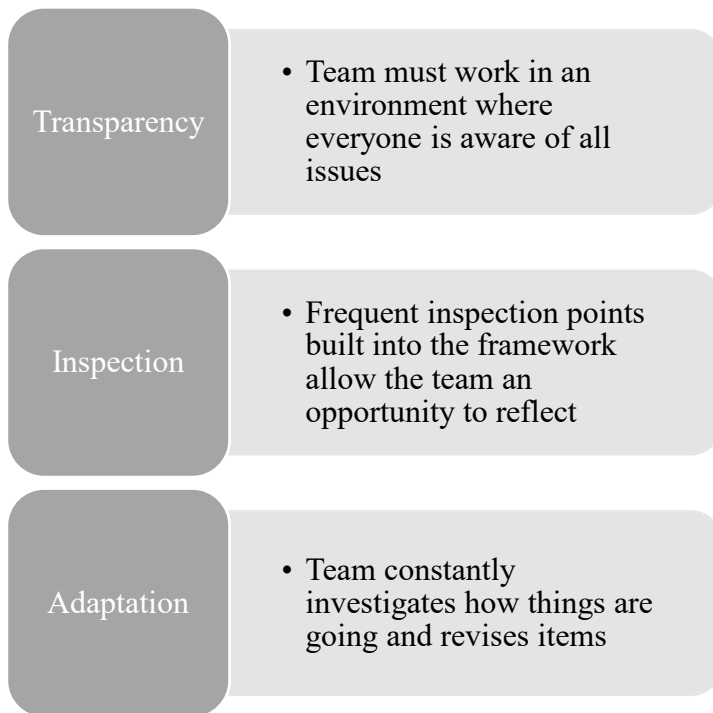 Transparency
• Team must work in an
environment where
everyone is aware of all
issues
Inspection
• Frequent inspection points
built into the framework
allow the team an
opportunity to reflect
Adaptation
• Team constantly
investigates how things are
going and revises items